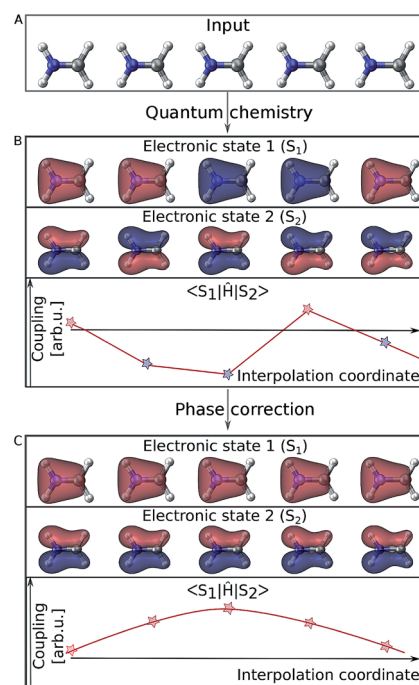 A
Input
Quantum chemistry
B
Electronic state 1 (S₁)
Electronic state 2 (S₂)
<S₁|Ĥ|S₂>
Coupling
[arb.u.]
Interpolation coordinate
Phase correction
C
Electronic state 1 (S₁)
Electronic state 2 (S₂)
<S₁|Ĥ|S₂>
Coupling
[arb.u.]
Interpolation coordinate